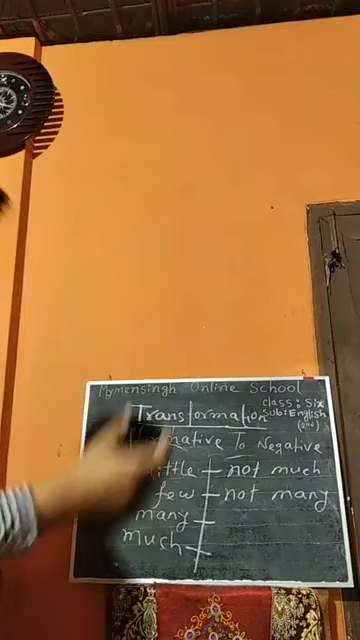 Mymensingh Online School
Class: Six
Sub: English
(2nd)
Transformation
To Negative
little — not much
few — not many
many —
much —